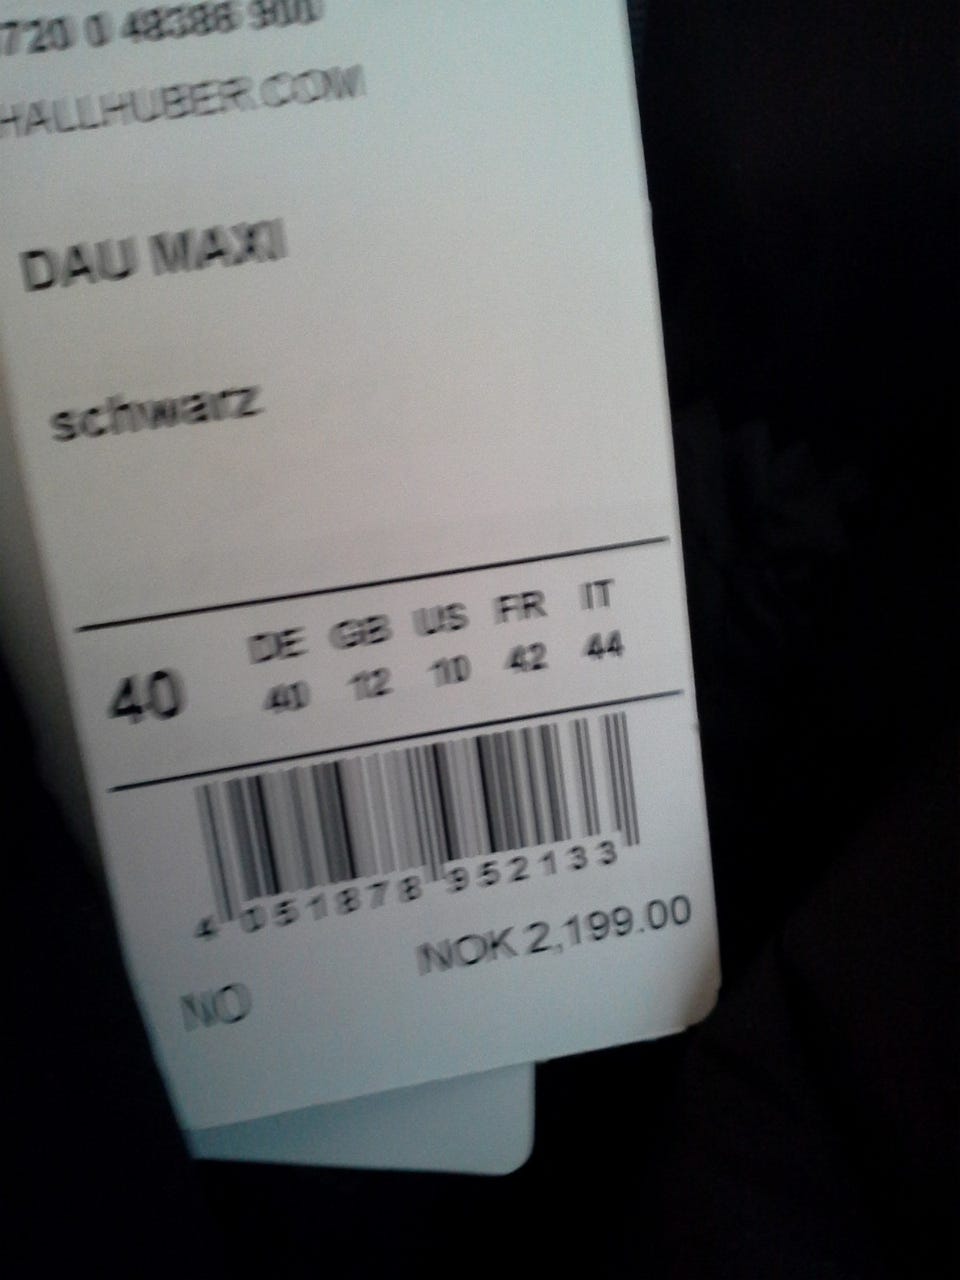 720 0 48386 900
HALLHUBER.COM
DAU MAXI
schwarz
DE GB US FR IT
40 40 12 10 42 44
4 051878 952133
NOK 2,199.00
NO